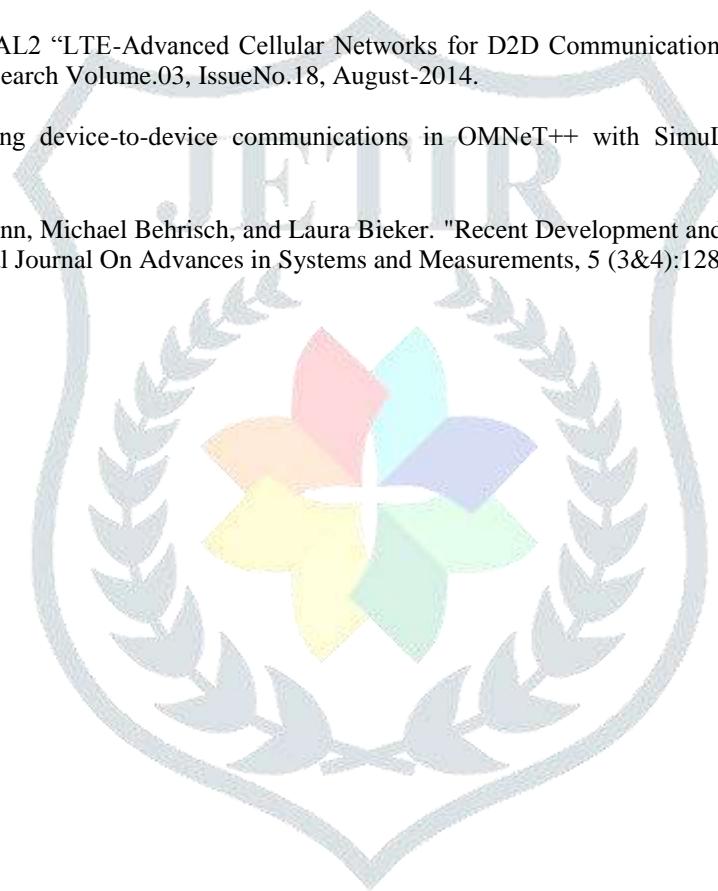 AL2 “LTE-Advanced Cellular Networks for D2D Communication
earch Volume.03, IssueNo.18, August-2014.
ng device-to-device communications in OMNeT++ with
nn, Michael Behrisch, and Laura Bieker. "Recent Development and
al Journal On Advances in Systems and Measurements, 5 (3&4):128
JETIR